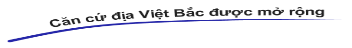 Căn cứ địa Việt Bắc được mở rộng